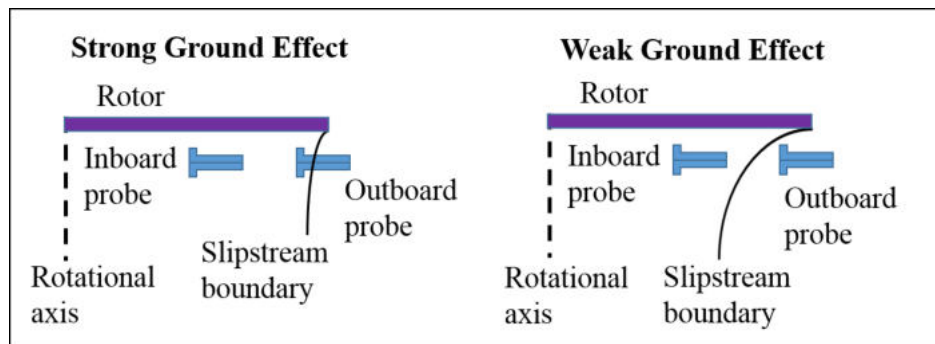 Strong Ground Effect
Rotor
Inboard
probe
Outboard
probe
Slipstream
boundary
Rotational
axis
Weak Ground Effect
Rotor
Inboard
probe
Outboard
probe
Slipstream
boundary
Rotational
axis